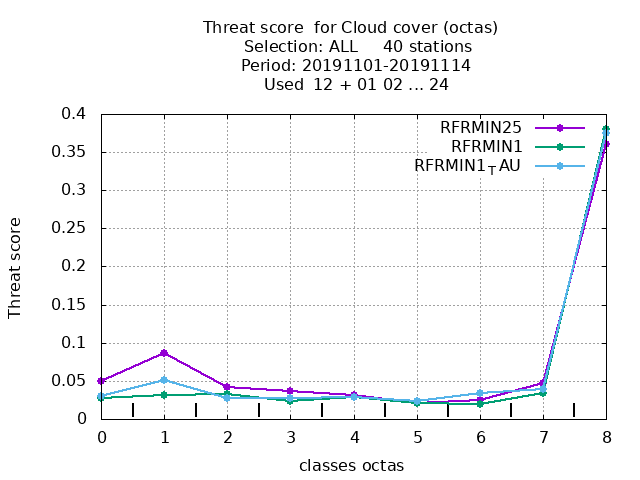 Threat score  for Cloud cover (octas)
Selection: ALL     40 stations
Period: 20191101-20191114
Used  12 + 01 02 ... 24
RFRMIN25
RFRMIN1
RFRMIN1TAU
0.4
0.35
0.3
0.25
0.2
0.15
0.1
0.05
0
Threat score
0 1 2 3 4 5 6 7 8
classes octas